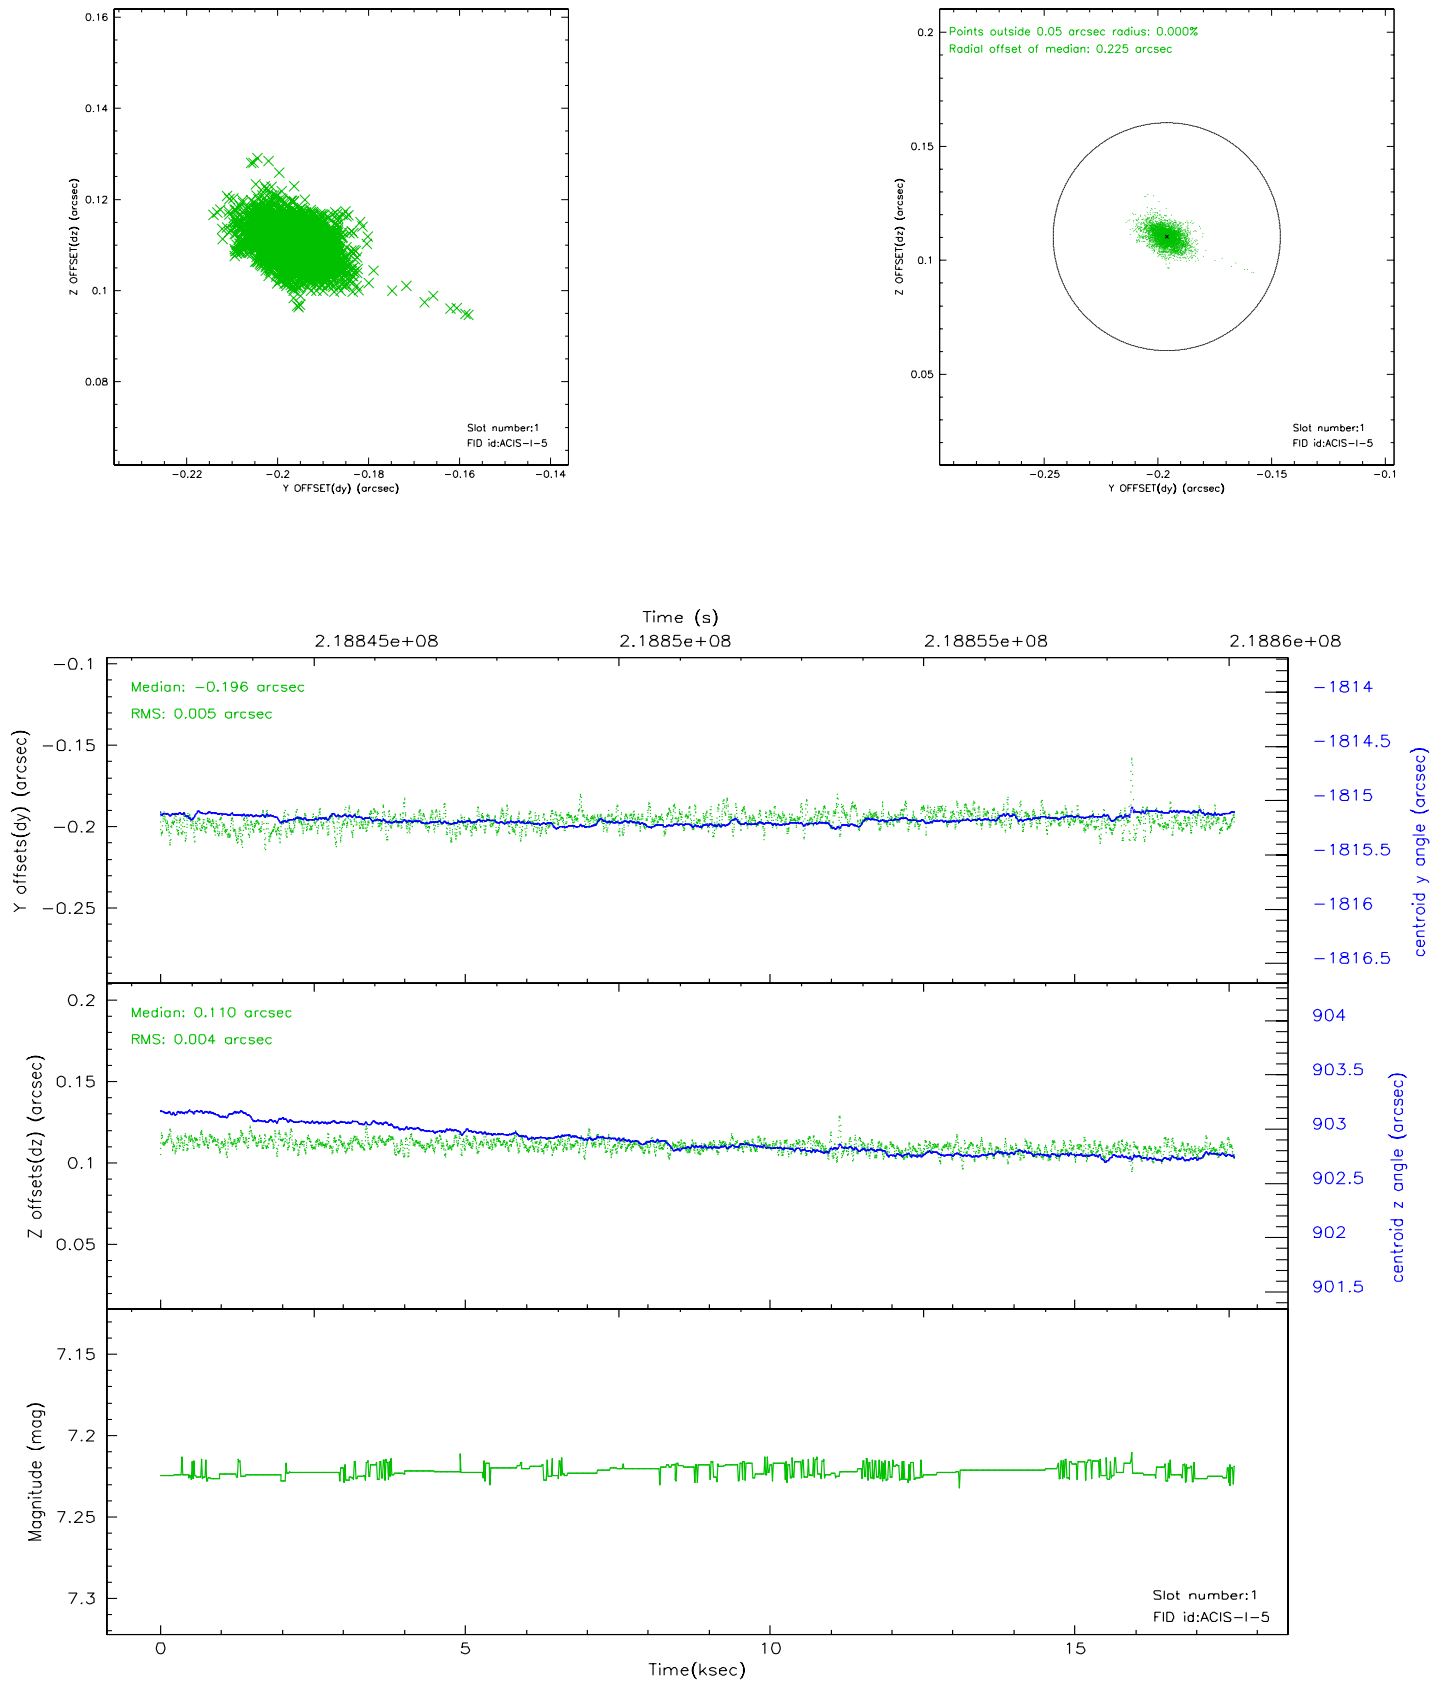 0.16
0.14
0.12
0.1
0.08
Z OFFSET(dz) (arcsec)
Slot number:1
FID id:ACIS-I-5
-0.22
-0.2
-0.18
-0.16
-0.14
Y OFFSET(dy) (arcsec)
Points outside 0.05 arcsec radius: 0.000%
Radial offset of median: 0.225 arcsec
0.2
0.15
0.1
0.05
Z OFFSET(dz) (arcsec)
Slot number:1
FID id:ACIS-I-5
-0.25
-0.2
-0.15
-0.1
Y OFFSET(dy) (arcsec)
Time (s)
2.18845e+08
2.1885e+08
2.18855e+08
2.1886e+08
Median: -0.196 arcsec
RMS: 0.005 arcsec
-0.1
-0.15
-0.2
-0.25
Y offsets(dy) (arcsec)
-1814
-1814.5
-1815
-1815.5
-1816
-1816.5
centroid y angle (arcsec)
Median: 0.110 arcsec
RMS: 0.004 arcsec
0.2
0.15
0.1
0.05
Z offsets(dz) (arcsec)
904
903.5
903
902.5
902
901.5
centroid z angle (arcsec)
7.15
7.2
7.25
7.3
Magnitude (mag)
Slot number:1
FID id:ACIS-I-5
0
5
10
15
Time(ksec)